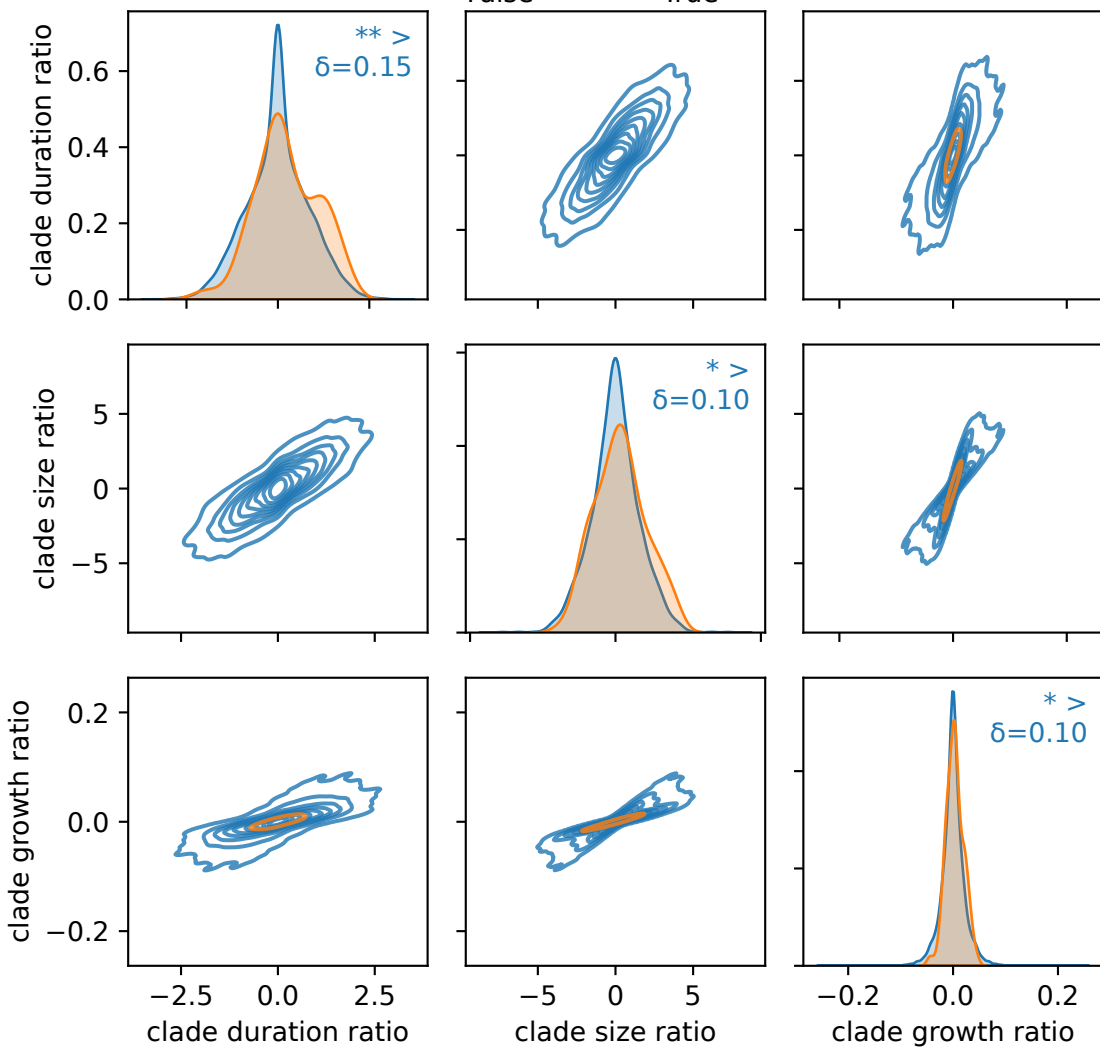 clade duration ratio
0.6
0.4
0.2
0.0
** >
δ=0.15
clade size ratio
5
0
−5
* >
δ=0.10
clade growth ratio
0.2
0.0
−0.2
* >
δ=0.10
−2.5 0.0 2.5
−5 0 5
−0.2 0.0 0.2
clade duration ratio
clade size ratio
clade growth ratio